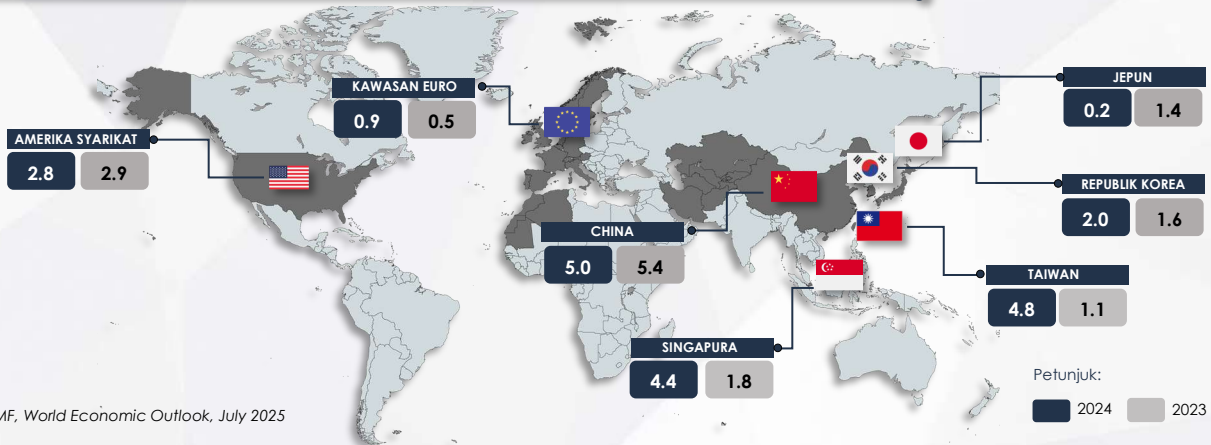 KAWASAN EURO
0.9 0.5
JEPUN
0.2 1.4
AMERIKA SYARIKAT
2.8 2.9
REPUBLIK KOREA
2.0 1.6
CHINA
5.0 5.4
TAIWAN
4.8 1.1
SINGAPURA
4.4 1.8
Petunjuk:
2024 2023
MF, World Economic Outlook, July 2025